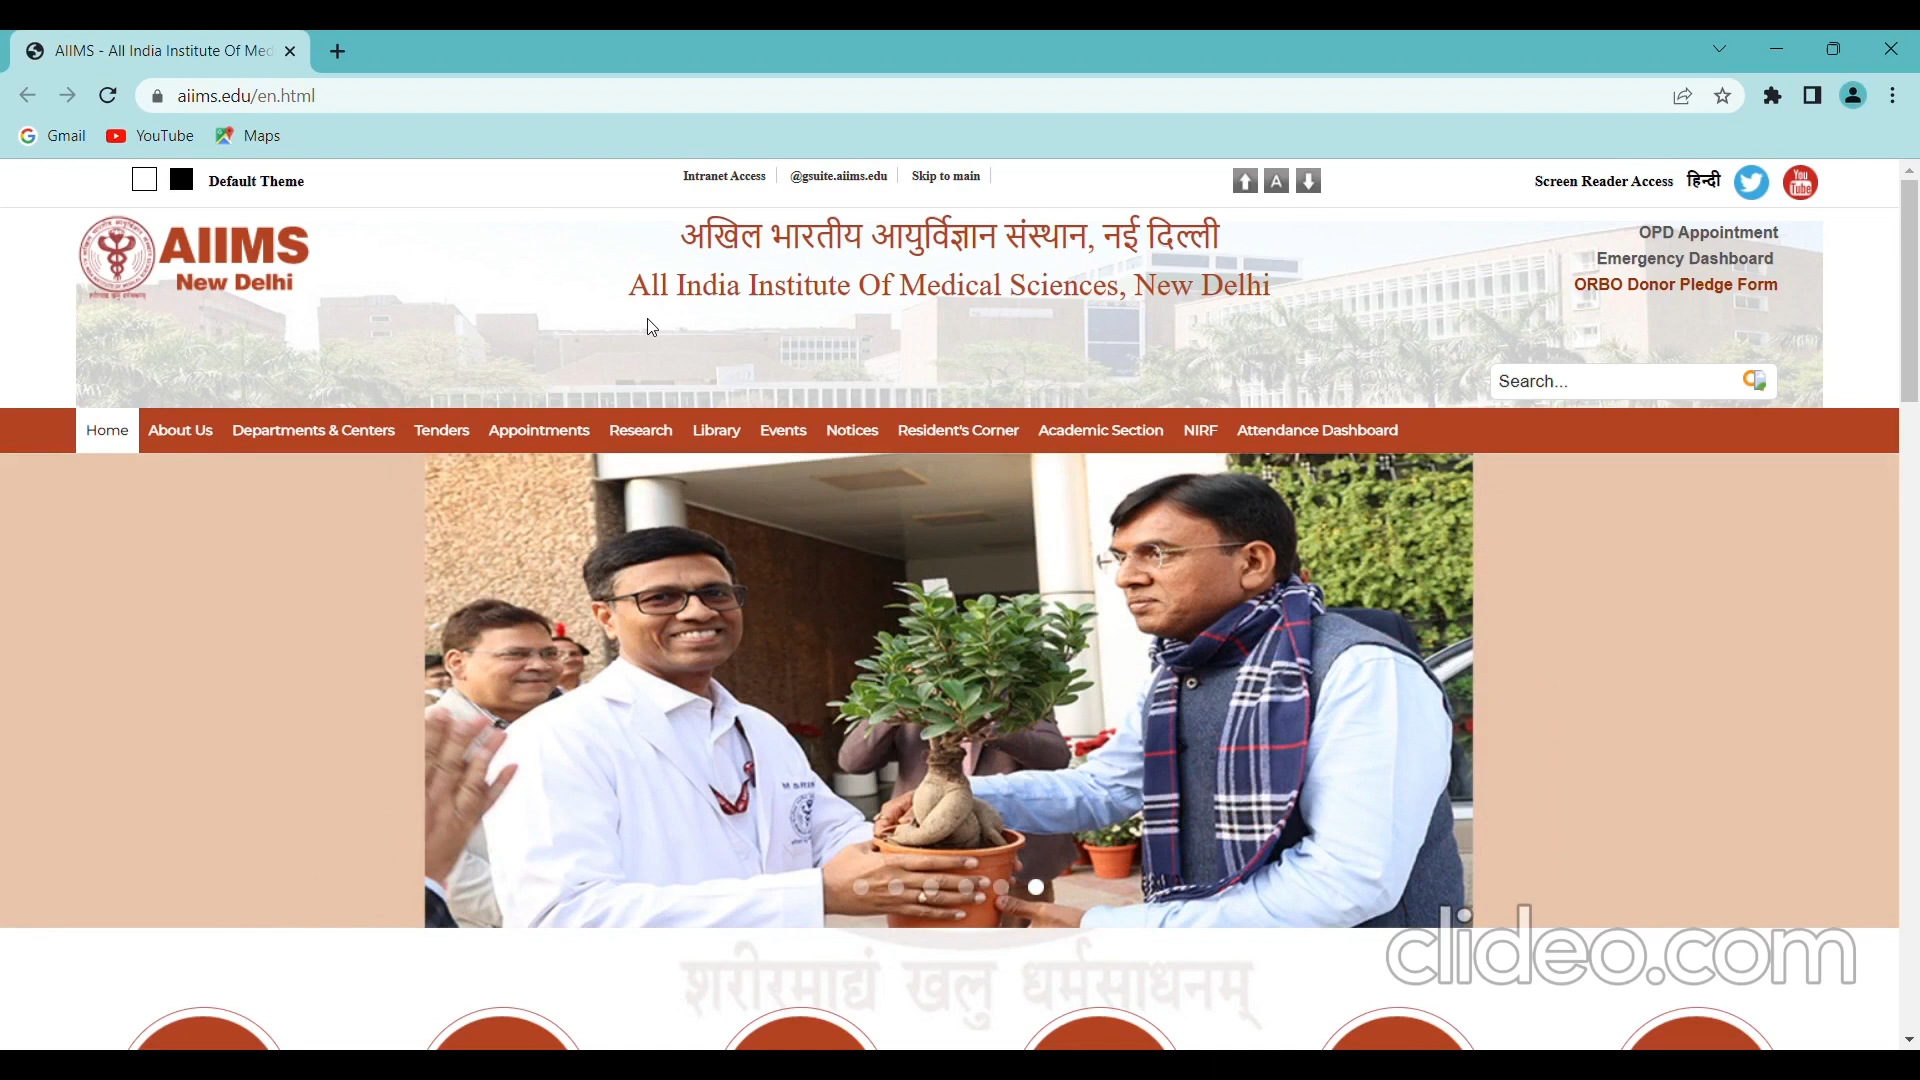 AIIMS - All India Institute Of Med
aiims.edu/en.html
Gmail YouTube Maps
Default Theme
Intranet Access @gsuite.aiims.edu Skip to main
A
Screen Reader Access हिन्दी
You Tube
AIIMS
New Delhi
अखिल भारतीय आयुर्विज्ञान संस्थान, नई दिल्ली
All India Institute Of Medical Sciences, New Delhi
OPD Appointment
Emergency Dashboard
ORBO Donor Pledge Form
Search...
Home About Us Departments & Centers Tenders Appointments Research Library Events Notices Resident's Corner Academic Section NIRF Attendance Dashboard
शरीरमाद्यं खलु धर्मसाधनम्
clideo.com